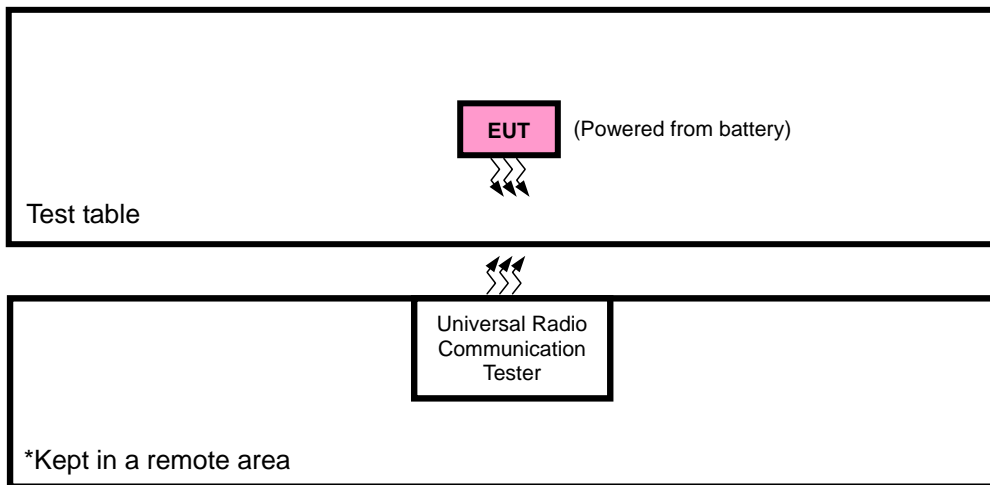 EUT
(Powered from battery)
Test table
Universal Radio
Communication
Tester
*Kept in a remote area